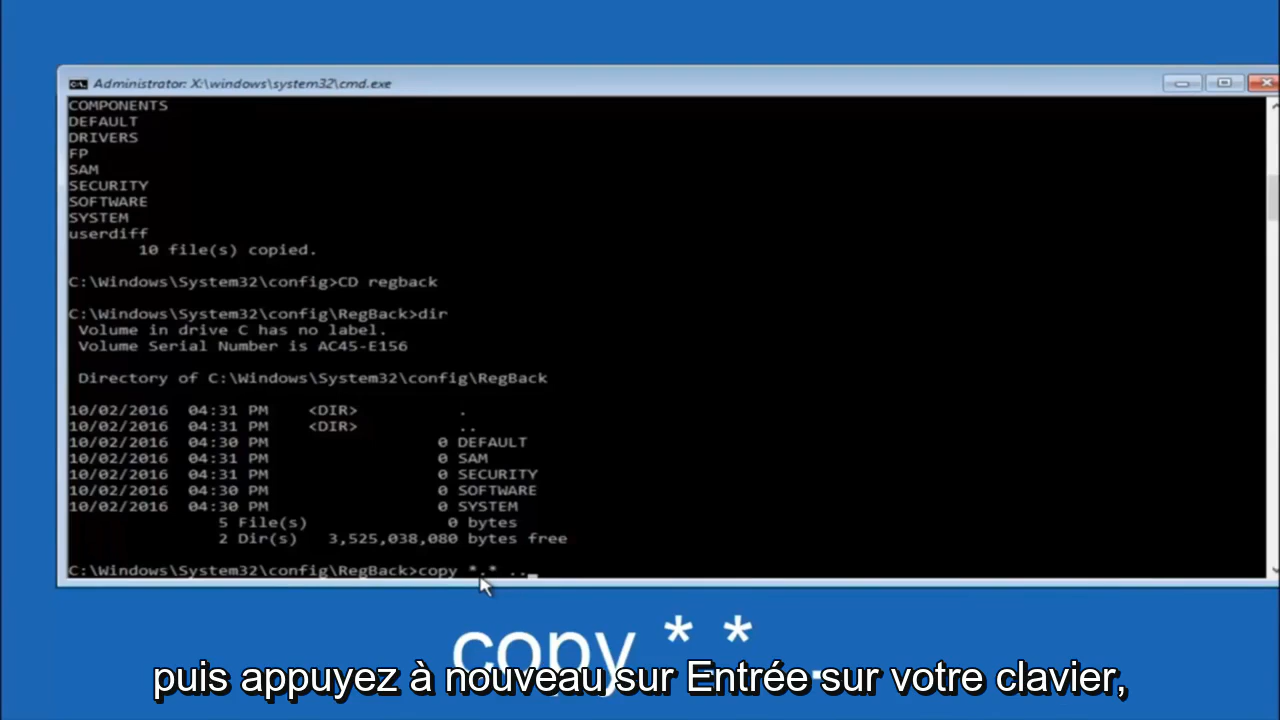 Administrator: X:\windows\system32\cmd.exe
COMPONENTS
DEFAULT
DRIVERS
FP
SAM
SECURITY
SOFTWARE
SYSTEM
userdiff
10 file(s) copied.
C:\Windows\System32\config>CD regback
C:\Windows\System32\config\RegBack>dir
Volume in drive C has no label.
Volume Serial Number is AC45-E156
Directory of C:\Windows\System32\config\RegBack
10/02/2016 04:31 PM <DIR> .
10/02/2016 04:31 PM <DIR> ..
10/02/2016 04:30 PM 0 DEFAULT
10/02/2016 04:31 PM 0 SAM
10/02/2016 04:31 PM 0 SECURITY
10/02/2016 04:30 PM 0 SOFTWARE
10/02/2016 04:30 PM 0 SYSTEM
5 File(s) 0 bytes
2 Dir(s) 3,525,038,080 bytes free
C:\Windows\System32\config\RegBack>copy *.* .._
copy *.* ..
puis appuyez à nouveau sur Entrée sur votre clavier,